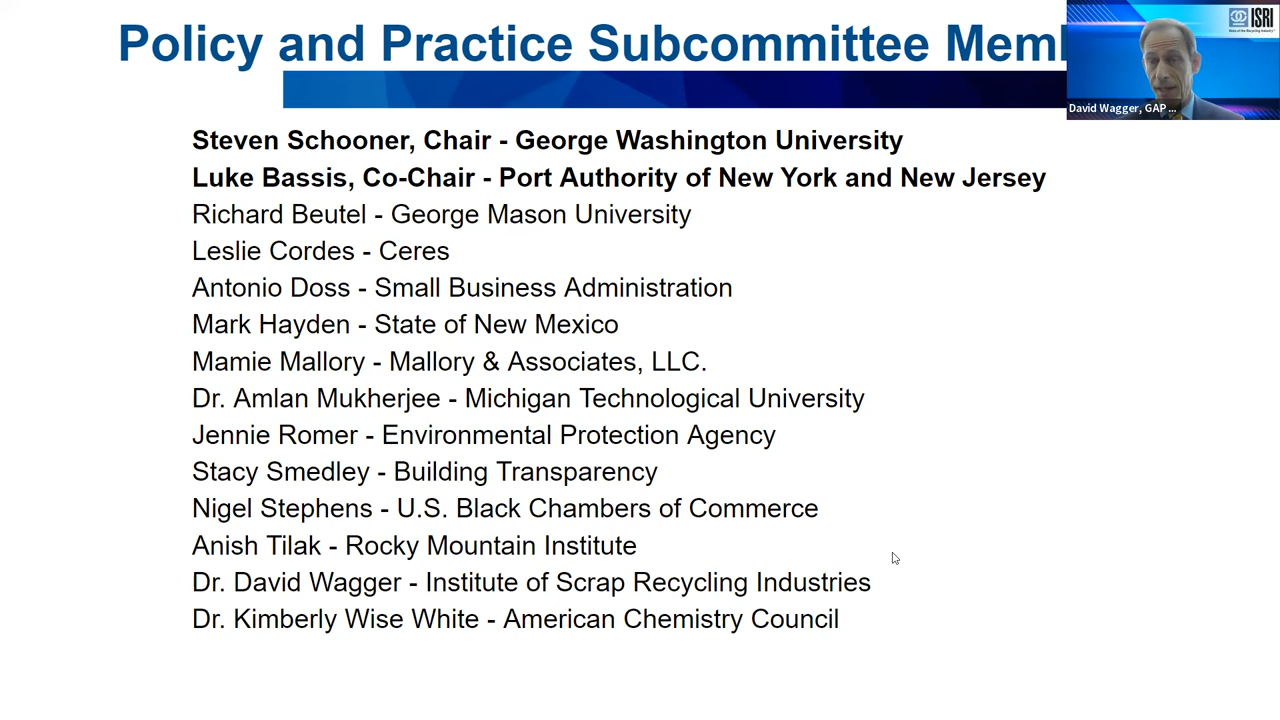 Policy and Practice Subcommittee Mem
ISRI
David Wagger, GAP ...
Steven Schooner, Chair - George Washington University
Luke Bassis, Co-Chair - Port Authority of New York and New Jersey
Richard Beutel - George Mason University
Leslie Cordes - Ceres
Antonio Doss - Small Business Administration
Mark Hayden - State of New Mexico
Mamie Mallory - Mallory & Associates, LLC.
Dr. Amlan Mukherjee - Michigan Technological University
Jennie Romer - Environmental Protection Agency
Stacy Smedley - Building Transparency
Nigel Stephens - U.S. Black Chambers of Commerce
Anish Tilak - Rocky Mountain Institute
Dr. David Wagger - Institute of Scrap Recycling Industries
Dr. Kimberly Wise White - American Chemistry Council